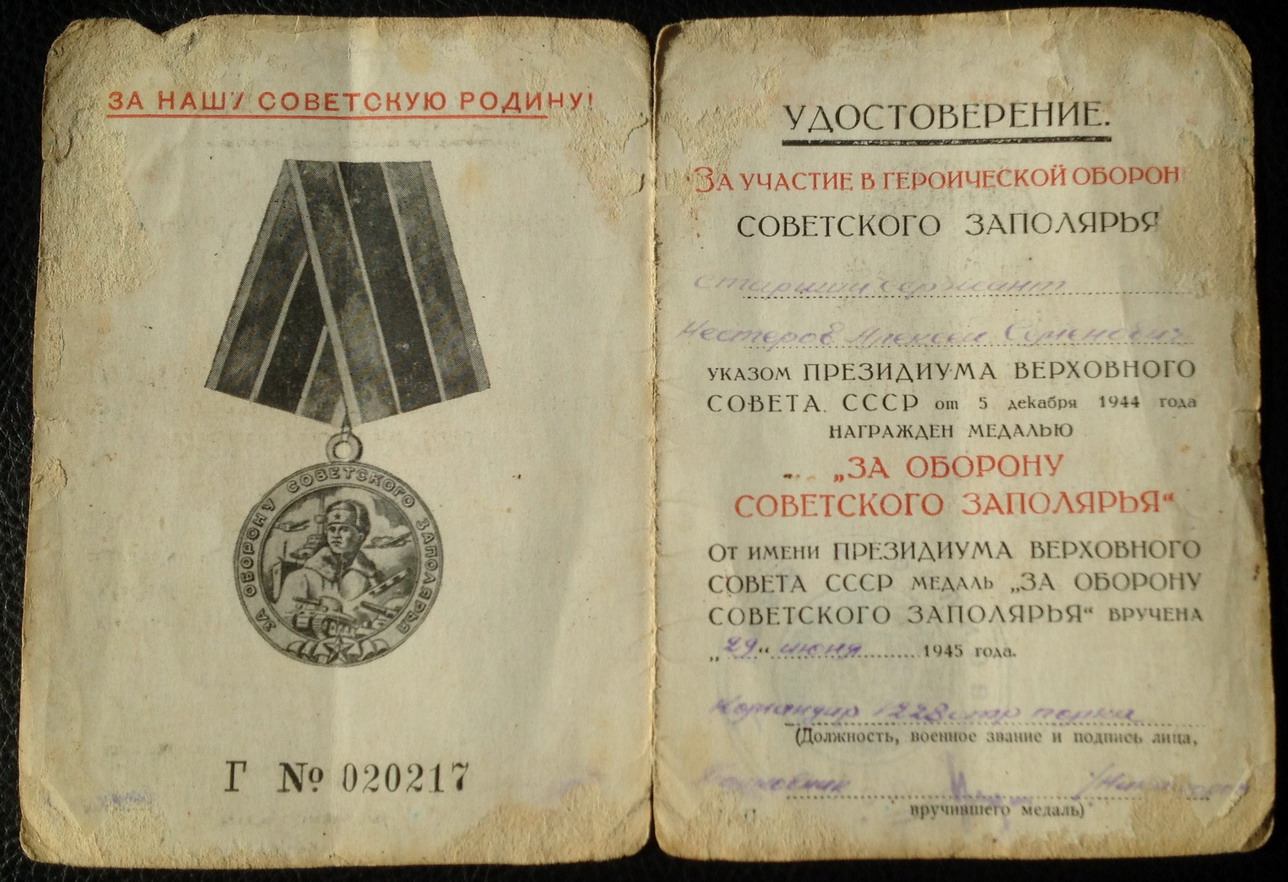 ЗА НАШУ СОВЕТСКУЮ РОДИНУ!
ЗА ОБОРОНУ СОВЕТСКОГО ЗАПОЛЯРЬЯ
Г № 020217
УДОСТОВЕРЕНИЕ.
ЗА УЧАСТИЕ В ГЕРОИЧЕСКОЙ ОБОРОН
СОВЕТСКОГО ЗАПОЛЯРЬЯ
старший сержант
Нестеров Алексей Семенович
УКАЗОМ ПРЕЗИДИУМА ВЕРХОВНОГО
СОВЕТА СССР от 5 декабря 1944 года
НАГРАЖДЕН МЕДАЛЬЮ
„ЗА ОБОРОНУ
СОВЕТСКОГО ЗАПОЛЯРЬЯ“
ОТ ИМЕНИ ПРЕЗИДИУМА ВЕРХОВНОГО
СОВЕТА СССР МЕДАЛЬ „ЗА ОБОРОНУ
СОВЕТСКОГО ЗАПОЛЯРЬЯ“ ВРУЧЕНА
„29“ июня 1945 года.
Командир 1228 стр полка
(Должность, военное звание и подпись лица,
Полковник
вручившего медаль)